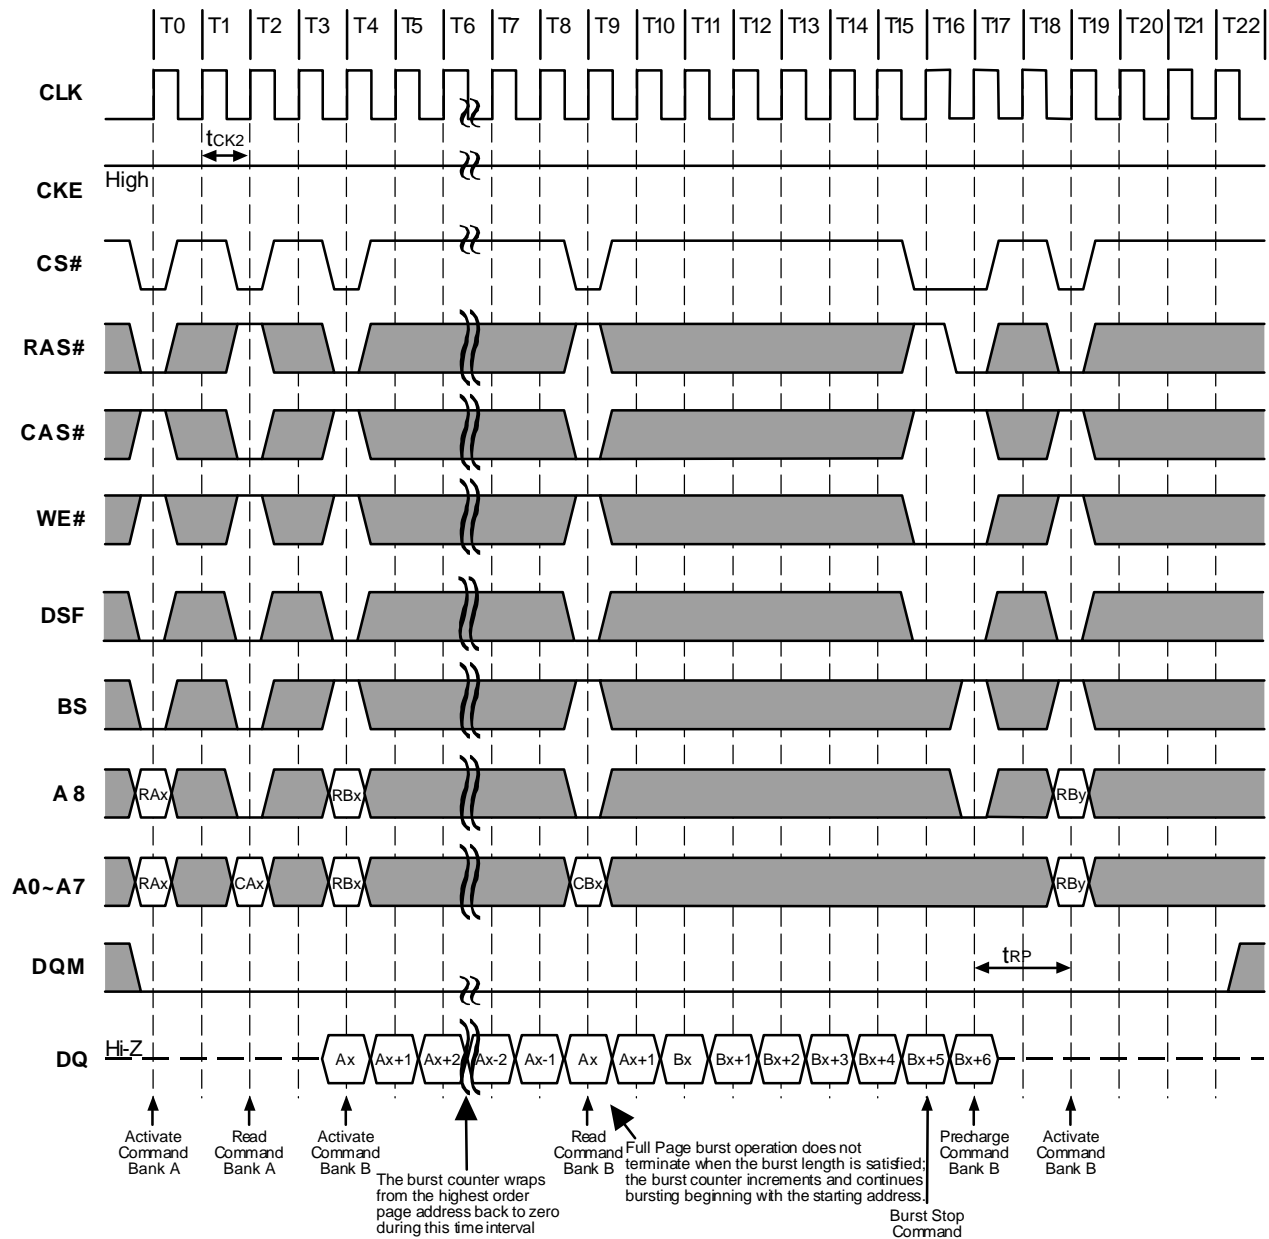 T0 T1 T2 T3 T4 T5 T6 T7 T8 T9 T10 T11 T12 T13 T14 T15 T16 T17 T18 T19 T20 T21 T22
CLK
tCK2
High
CKE
CS#
RAS#
CAS#
WE#
DSF
BS
A8 RAx RBx RBy
A0~A7 RAx CAx RBx CBx RBy
DQM tRP
Hi-Z
DQ Ax Ax+1 Ax+2 Ax-2 Ax-1 Ax Ax+1 Bx Bx+1 Bx+2 Bx+3 Bx+4 Bx+5 Bx+6
Activate
Command
Bank A
Read
Command
Bank A
Activate
Command
Bank B
The burst counter wraps
from the highest order
page address back to zero
during this time interval
Read
Command
Bank B
Full Page burst operation does not
terminate when the burst length is satisfied;
the burst counter increments and continues
bursting beginning with the starting address.
Burst Stop
Command
Precharge
Command
Bank B
Activate
Command
Bank B